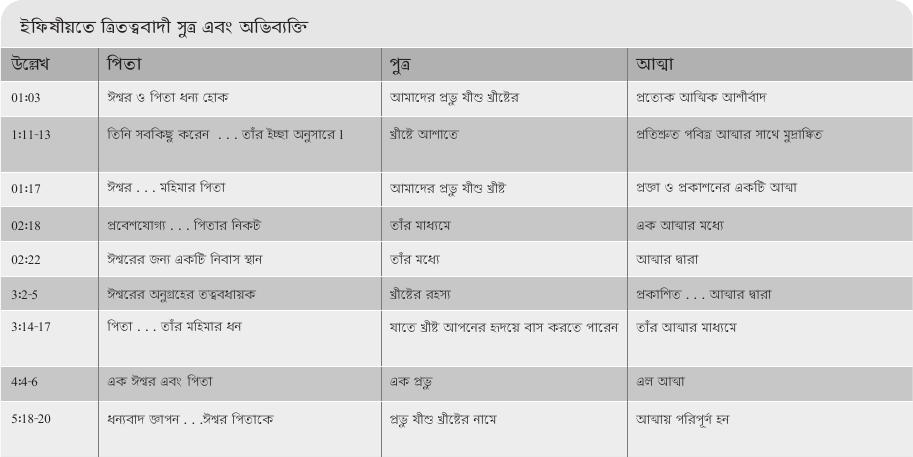 ইফিষীয়তে ত্রিতত্ববাদী সুত্র এবং অভিব্যক্তি
উল্লেখ পিতা পুত্র আত্মা
01:03 ঈশ্বর ও পিতা ধন্য হোক আমাদের প্রভু যীশু খ্রীষ্টের প্রত্যেক আত্মিক আশীর্বাদ
1:11-13 তিনি সবকিছু করেন . . . তাঁর ইচ্ছা অনুসারে l খ্রীষ্টে আশাতে প্রতিশ্রুত পবিত্র আত্মার সাথে মুদ্রাঙ্কিত
01:17 ঈশ্বর . . . মহিমার পিতা আমাদের প্রভু যীশু খ্রীষ্ট প্রজ্ঞা ও প্রকাশনের একটি আত্মা
02:18 প্রবেশযোগ্য . . . পিতার নিকট তাঁর মাধ্যমে এক আত্মার মধ্যে
02:22 ঈশ্বরের জন্য একটি নিবাস স্থান তাঁর মধ্যে আত্মার দ্বারা
3:2-5 ঈশ্বরের অনুগ্রহের তত্ববধায়ক খ্রীষ্টের রহস্য প্রকাশিত . . . আত্মার দ্বারা
3:14-17 পিতা . . . তাঁর মহিমার ধন যাতে খ্রীষ্ট আপনের হৃদয়ে বাস করতে পারেন তাঁর আত্মার মাধ্যমে
4:4-6 এক ঈশ্বর এবং পিতা এক প্রভু এল আত্মা
5:18-20 ধন্যবাদ জ্ঞাপন . . .ঈশ্বর পিতাকে প্রভু যীশু খ্রীষ্টের নামে আত্মায় পরিপূর্ণ হন